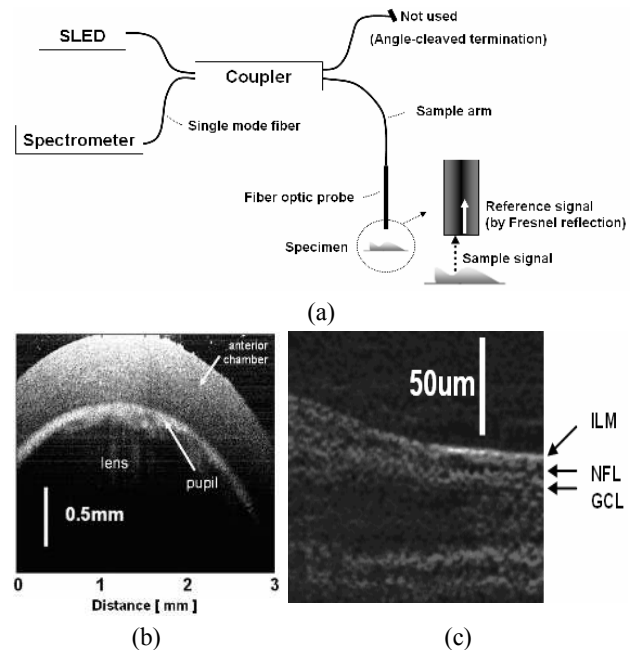 SLED
Not used
(Angle-cleaved termination)
Coupler
Spectrometer
Single mode fiber
Sample arm
Fiber optic probe
Specimen
Reference signal
(by Fresnel reflection)
Sample signal
(a)
anterior
chamber
lens
pupil
0.5mm
0 1 2 3
Distance [ mm ]
(b)
50um
ILM
NFL
GCL
(c)